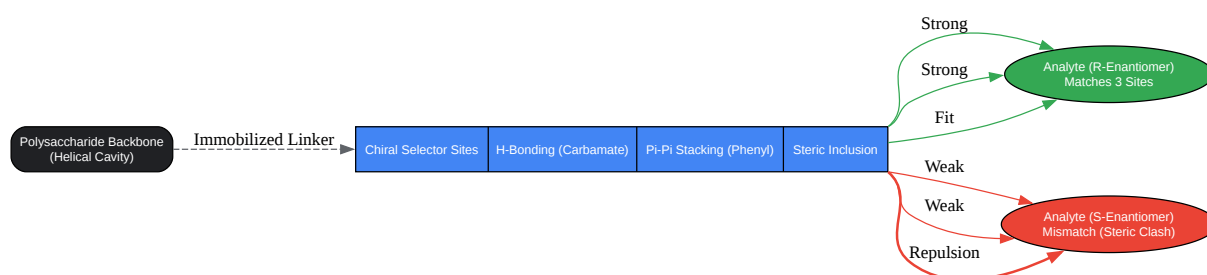 Polysaccharide Backbone
(Helical Cavity)
Immobilized Linker
Chiral Selector Sites
H-Bonding (Carbamate)
Pi-Pi Stacking (Phenyl)
Steric Inclusion
Strong
Strong
Fit
Analyte (R-Enantiomer)
Matches 3 Sites
Weak
Weak
Repulsion
Analyte (S-Enantiomer)
Mismatch (Steric Clash)